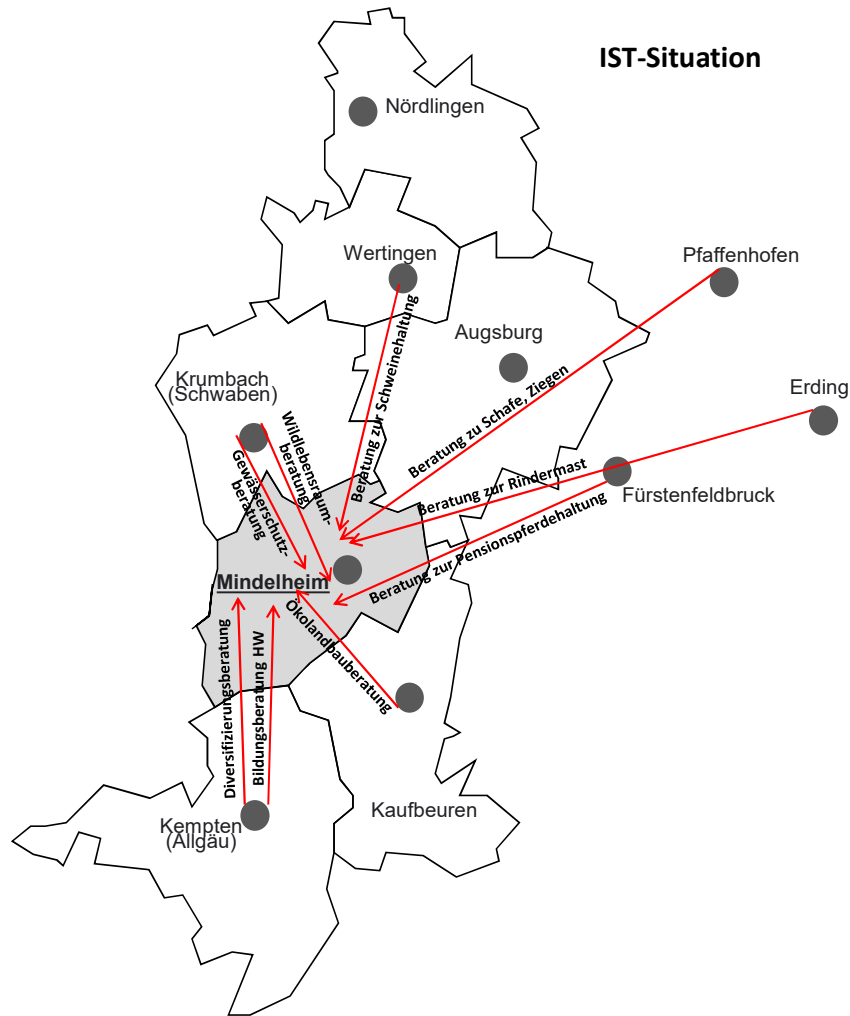 IST-Situation
Nördlingen
Wertingen
Pfaffenhofen
Augsburg
Krumbach
(Schwaben)
Erding
Fürstenfeldbruck
Beratung zur Schweinehaltung
Beratung zu Schafe, Ziegen
Beratung zur Rindermast
Beratung zur Pensionspferdehaltung
Wildlebensraum-
beratung
Gewässerschutz-
beratung
Mindelheim
Ökolandbauberatung
Diversifizierungsberatung
Bildungsberatung HW
Kaufbeuren
Kempten
(Allgäu)